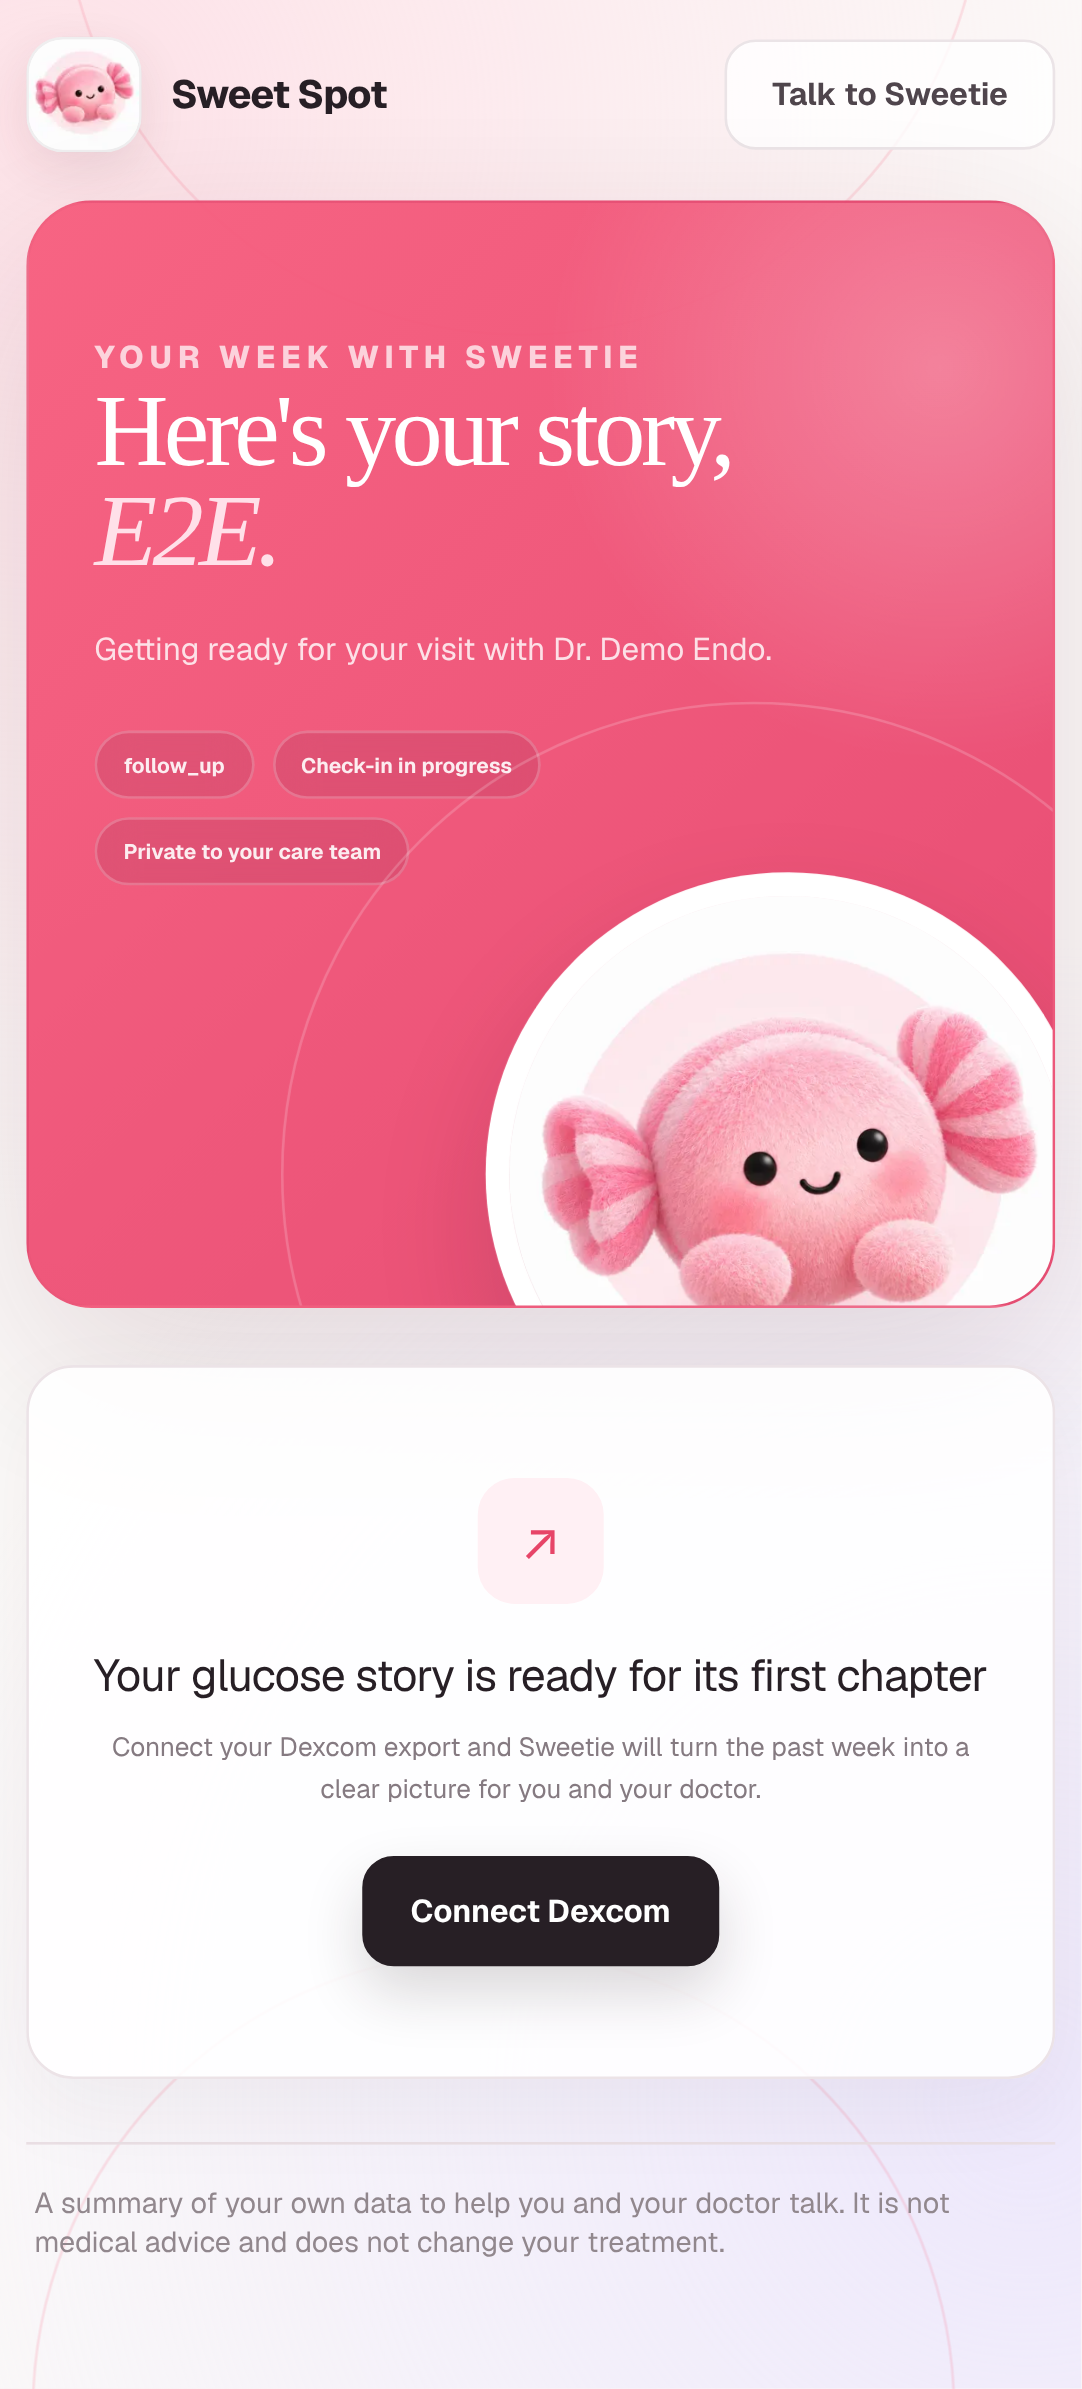 Sweet Spot
Talk to Sweetie
YOUR WEEK WITH SWEETIE
Here's your story,
E2E.
Getting ready for your visit with Dr. Demo Endo.
follow_up
Check-in in progress
Private to your care team
Your glucose story is ready for its first chapter
Connect your Dexcom export and Sweetie will turn the past week into a
clear picture for you and your doctor.
Connect Dexcom
A summary of your own data to help you and your doctor talk. It is not
medical advice and does not change your treatment.